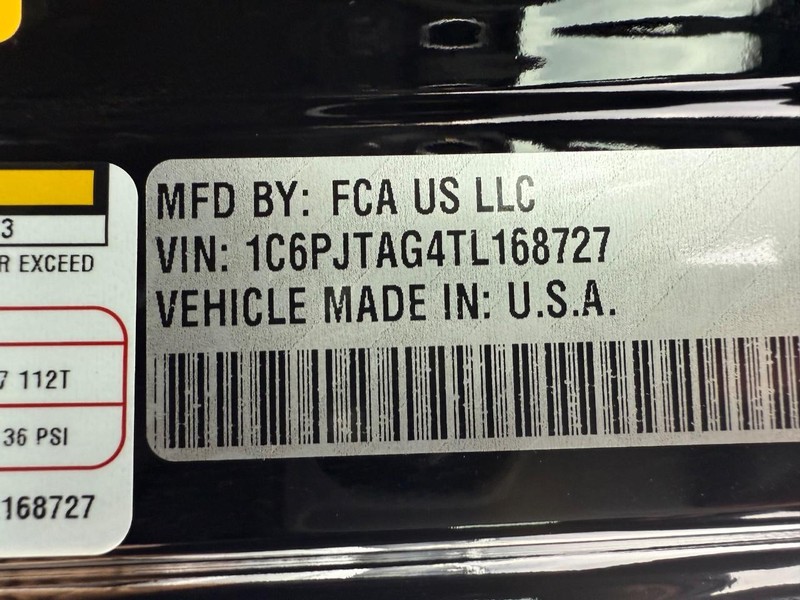 MFD BY: FCA US LLC
VIN: 1C6PJTAG4TL168727
VEHICLE MADE IN: U.S.A.
3
R EXCEED
7 112T
36 PSI
168727